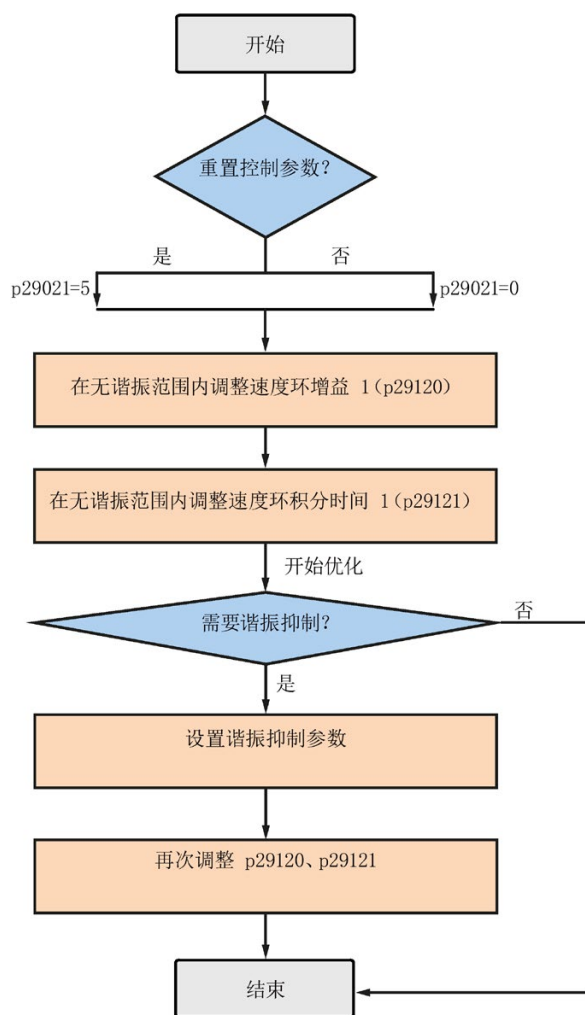 开始
重置控制参数？
是
否
p29021=5
p29021=0
在无谐振范围内调整速度环增益 1（p29120）
在无谐振范围内调整速度环积分时间 1（p29121）
开始优化
需要谐振抑制？
否
是
设置谐振抑制参数
再次调整 p29120、p29121
结束